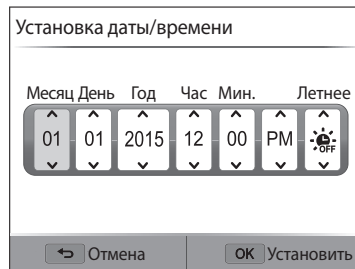 Установка даты/времени
Месяц День Год Час Мин. Летнее
01 01 2015 12 00 PM OFF
Отмена OK Установить